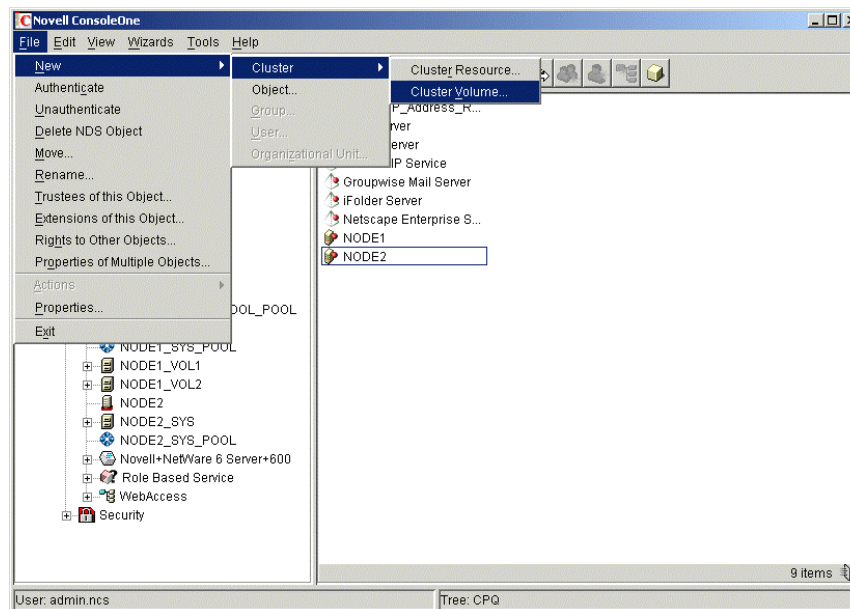 Novell ConsoleOne
File Edit View Wizards Tools Help
New
Authenticate
Unauthenticate
Delete NDS Object
Move...
Rename...
Trustees of this Object...
Extensions of this Object...
Rights to Other Objects...
Properties of Multiple Objects...
Actions
Properties...
Exit
Cluster
Object...
Group...
User...
Organizational Unit...
Cluster Resource...
Cluster Volume...
P_Address_R...
rver
erver
IP Service
Groupwise Mail Server
iFolder Server
Netscape Enterprise S...
NODE1
NODE2
OOL_POOL
NODE1_SYS_POOL
NODE1_VOL1
NODE1_VOL2
NODE2
NODE2_SYS
NODE2_SYS_POOL
Novell+NetWare 6 Server+600
Role Based Service
WebAccess
Security
9 items
User: admin.ncs
Tree: CPQ